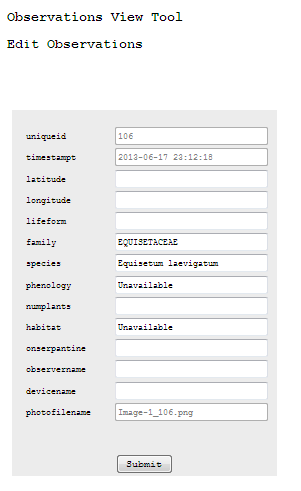 Observations View Tool
Edit Observations
uniqueid 106
timestampt 2013-06-17 23:12:18
latitude
longitude
lifeform
family EQUISETACEAE
species Equisetum laevigatum
phenology Unavailable
numplants
habitat Unavailable
onserpantine
observername
devicename
photofilename Image-1_106.png
Submit